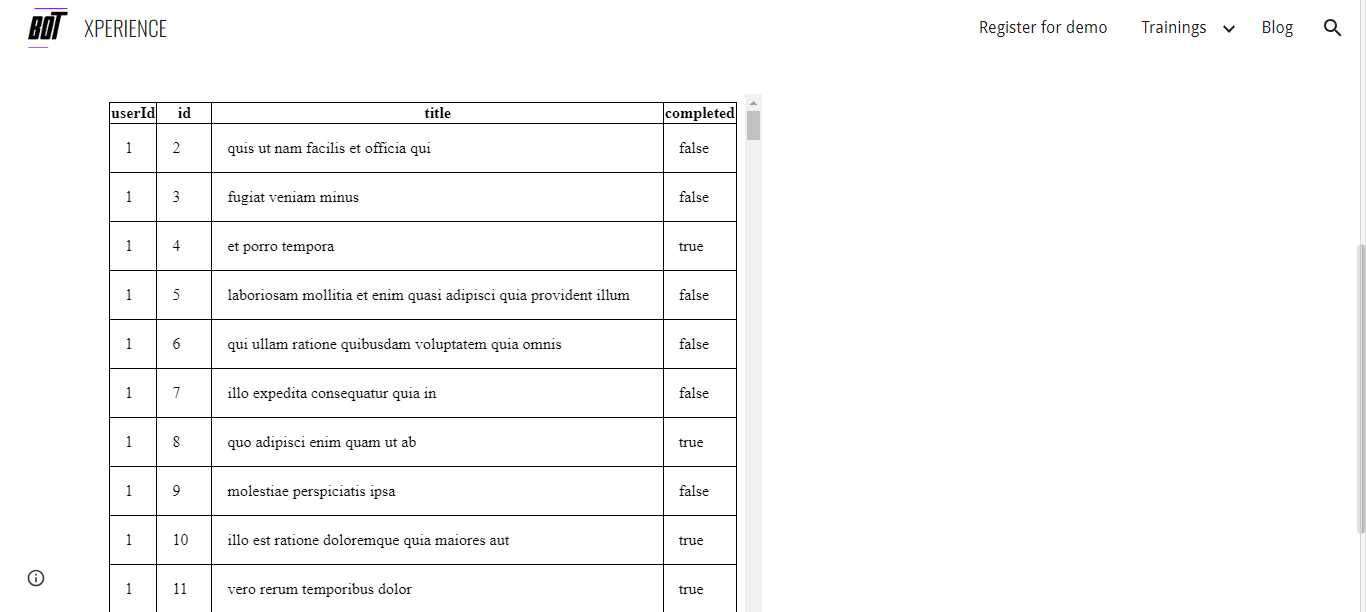 BOT XPERIENCE Register for demo Trainings Blog
userId id title completed
1 2 quis ut nam facilis et officia qui false
1 3 fugiat veniam minus false
1 4 et porro tempora true
1 5 laboriosam mollitia et enim quasi adipisci quia provident illum false
1 6 qui ullam ratione quibusdam voluptatem quia omnis false
1 7 illo expedita consequatur quia in false
1 8 quo adipisci enim quam ut ab true
1 9 molestiae perspiciatis ipsa false
1 10 illo est ratione doloremque quia maiores aut true
1 11 vero rerum temporibus dolor true